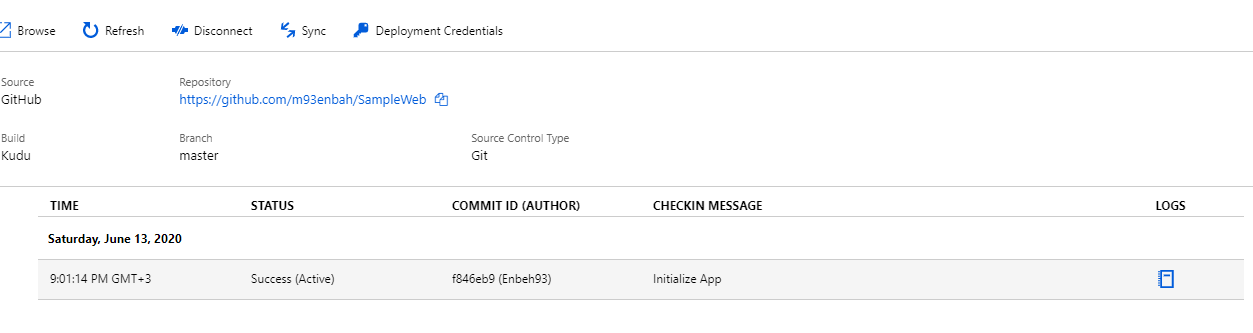 Browse Refresh Disconnect Sync Deployment Credentials
Source Repository
GitHub https://github.com/m93enbah/SampleWeb
Build Branch Source Control Type
Kudu master Git
TIME STATUS COMMIT ID (AUTHOR) CHECKIN MESSAGE LOGS
Saturday, June 13, 2020
9:01:14 PM GMT+3 Success (Active) f846eb9 (Enbeh93) Initialize App